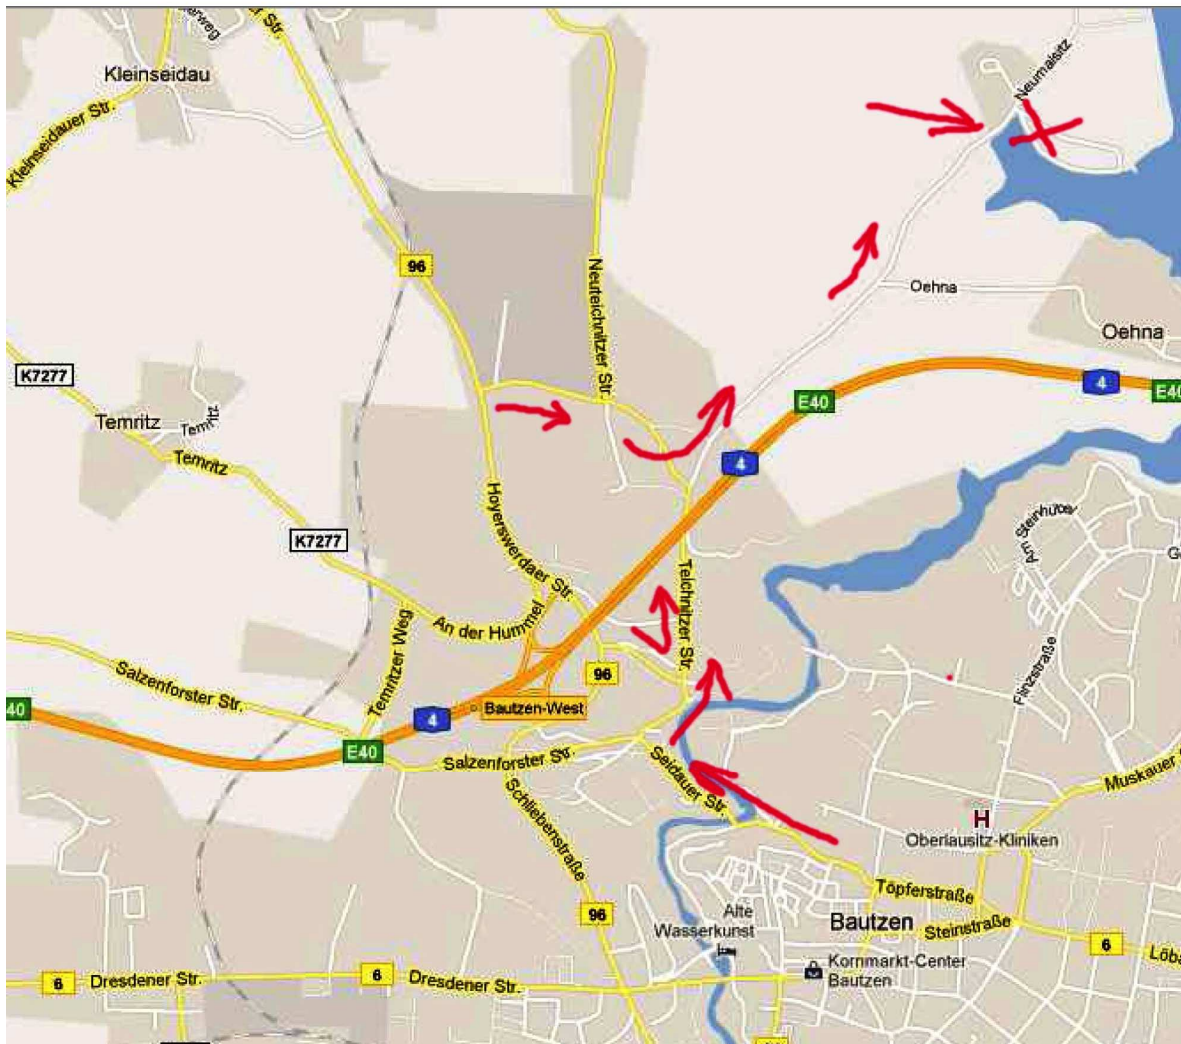 er Str.
Kleinseidau
Neumalsitz
Kleinseidauer Str.
96
Neuteichnitzer Str.
Oehna
Oehna
K7277
4
E40
E40
Temritz
Temritz
Temritz
4
Hoyerswerdaer Str.
Am Steinhübel
K7277
Teichnitzer Str.
An der Hummel
Temritzer Weg
Salzenforster Str.
96
Flinzstraße
40
4
Bautzen-West
E40
Salzenforster Str.
Seidauer Str.
Muskauer
Schliebenstraße
H
Oberlausitz-Kliniken
Töpferstraße
Alte
Wasserkunst
Bautzen
Steinstraße
96
6
Löba
Kornmarkt-Center
Bautzen
6
Dresdener Str.
6
Dresdener Str.